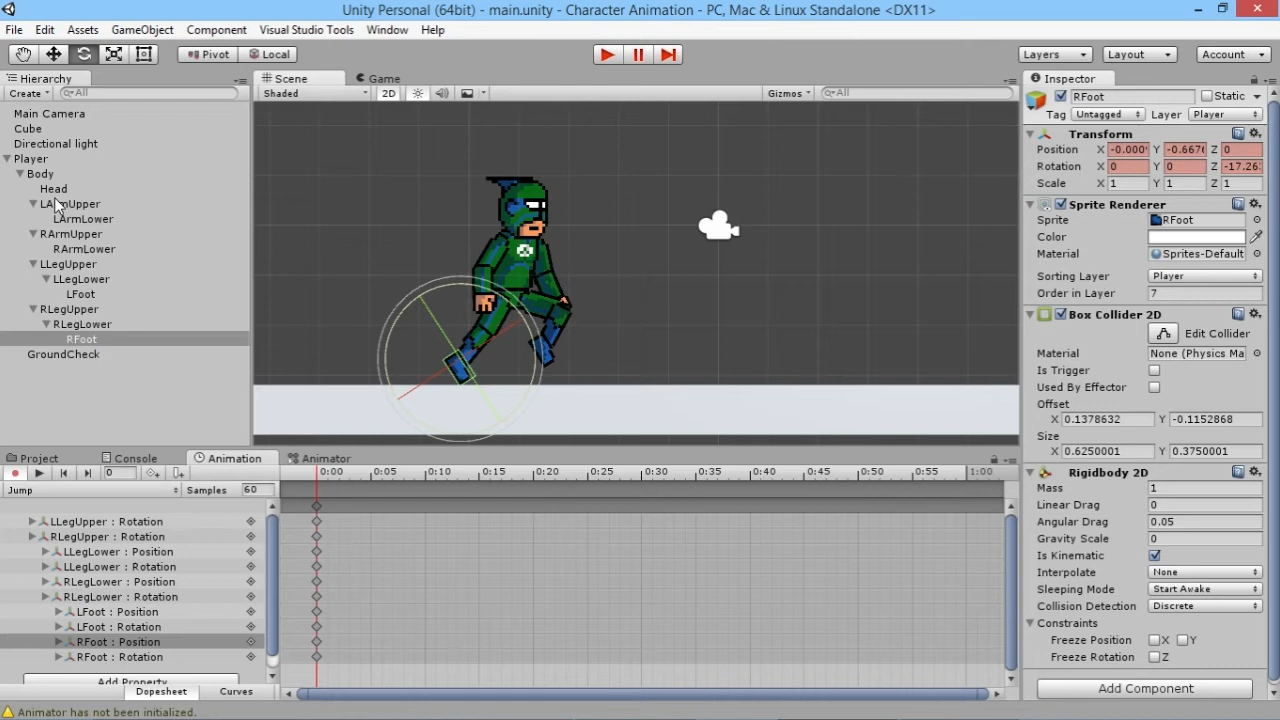 Unity Personal (64bit) - main.unity - Character Animation - PC, Mac & Linux Standalone <DX11>
File Edit Assets GameObject Component Visual Studio Tools Window Help
Pivot Local Layers Layout Account
Hierarchy
Create All
Main Camera
Cube
Directional light
Player
Body
Head
LArmUpper
LArmLower
RArmUpper
RArmLower
LLegUpper
LLegLower
LFoot
RLegUpper
RLegLower
RFoot
GroundCheck
Scene Game
Shaded 2D Gizmos All
Inspector
RFoot Static
Tag Untagged Layer Player
Transform
Position X -0.000 Y -0.667 Z 0
Rotation X 0 Y 0 Z -17.26
Scale X 1 Y 1 Z 1
Sprite Renderer
Sprite RFoot
Color
Material Sprites-Default
Sorting Layer Player
Order in Layer 7
Box Collider 2D
Edit Collider
Material None (Physics Ma
Is Trigger
Used By Effector
Offset
X 0.1378632 Y -0.1152868
Size
X 0.6250001 Y 0.3750001
Rigidbody 2D
Mass 1
Linear Drag 0
Angular Drag 0.05
Gravity Scale 0
Is Kinematic
Interpolate None
Sleeping Mode Start Awake
Collision Detection Discrete
Constraints
Freeze Position X Y
Freeze Rotation Z
Add Component
Project Console Animation Animator
0 0:00 0:05 0:10 0:15 0:20 0:25 0:30 0:35 0:40 0:45 0:50 0:55 1:00
Jump Samples 60
LLegUpper : Rotation
RLegUpper : Rotation
LLegLower : Position
LLegLower : Rotation
RLegLower : Position
RLegLower : Rotation
LFoot : Position
LFoot : Rotation
RFoot : Position
RFoot : Rotation
Add Property
Dopesheet Curves
Animator has not been initialized.